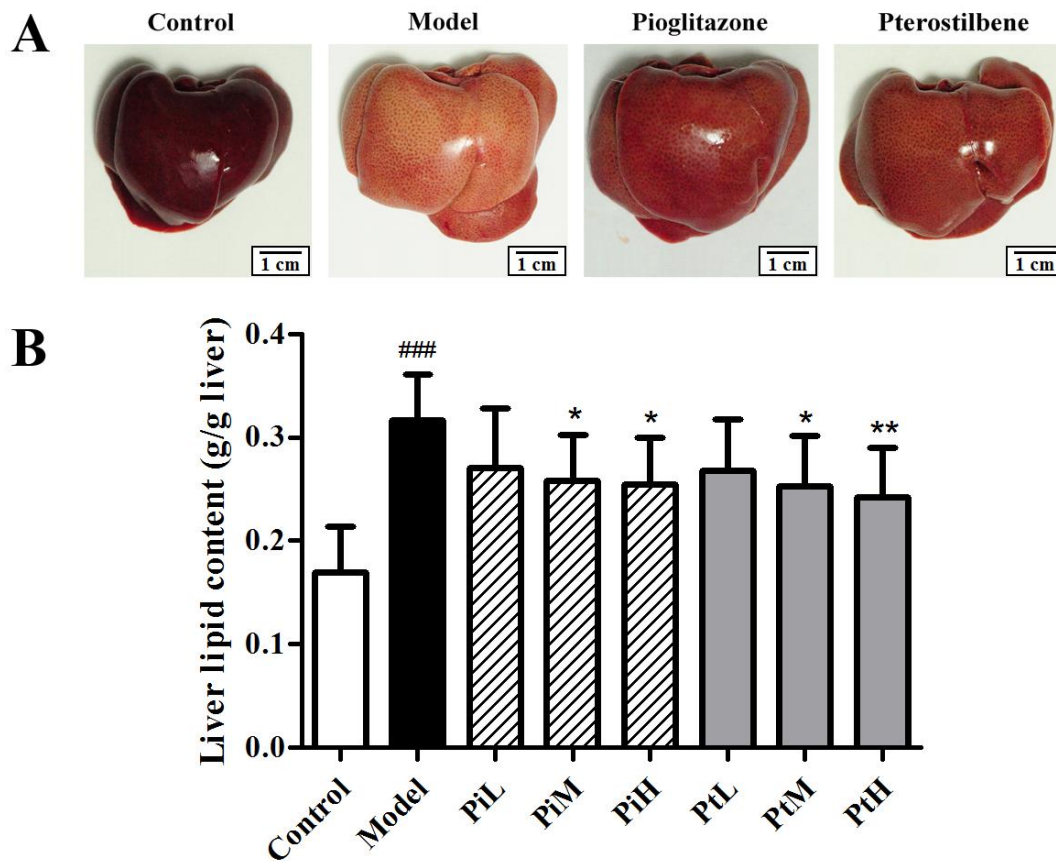 A
Control Model Pioglitazone Pterostilbene
1 cm 1 cm 1 cm 1 cm
B
Liver lipid content (g/g liver)
0.4
0.3
0.2
0.1
0.0
### * * * **
Control Model PiL PiM PiH PtL PtM PtH